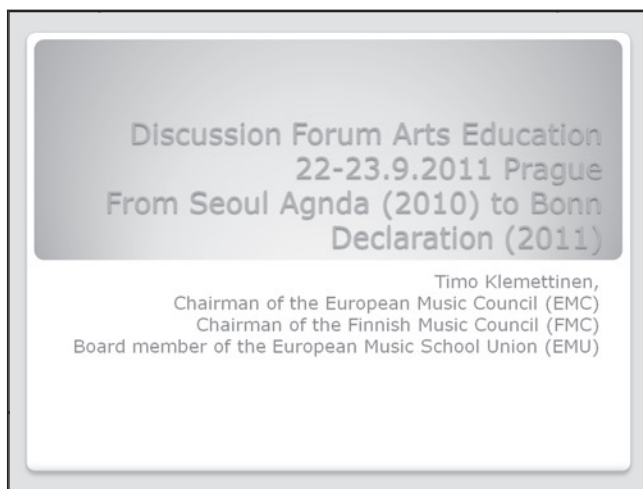 Discussion Forum Arts Education
22-23.9.2011 Prague
From Seoul Agnda (2010) to Bonn
Declaration (2011)
Timo Klemettinen,
Chairman of the European Music Council (EMC)
Chairman of the Finnish Music Council (FMC)
Board member of the European Music School Union (EMU)